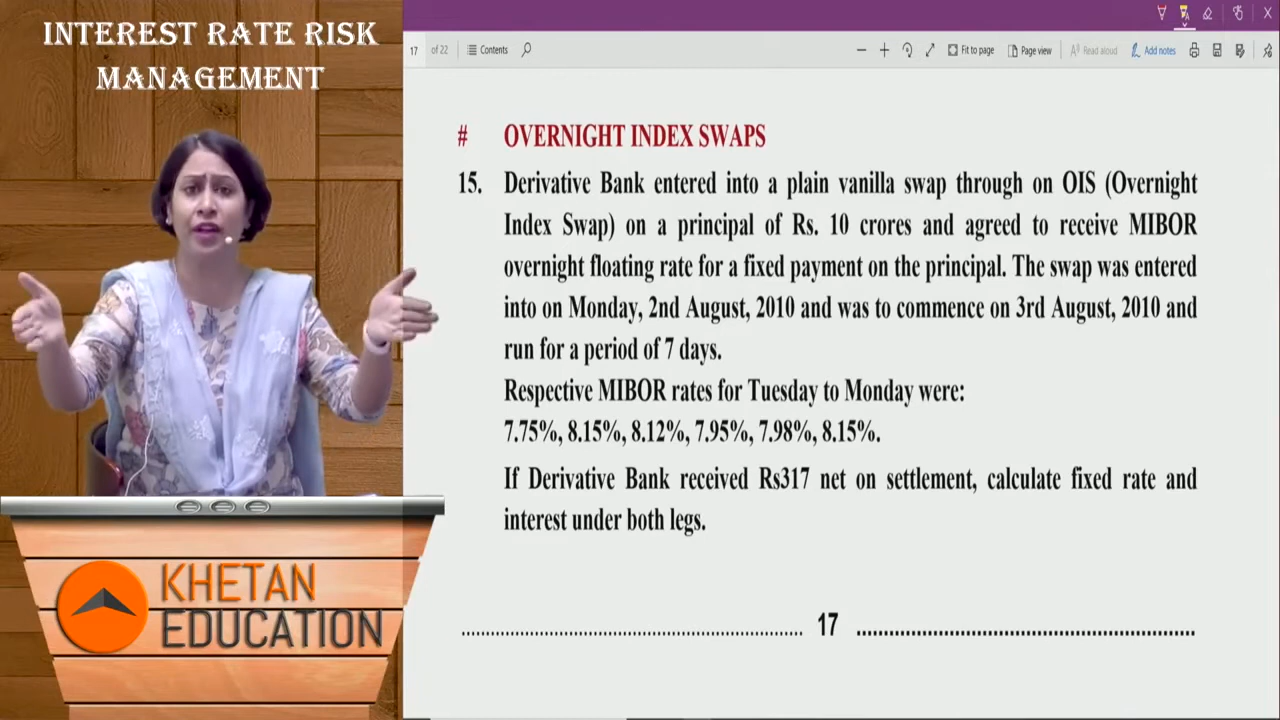 INTEREST RATE RISK
MANAGEMENT
17 of 22 Contents Fit to page Page view Read aloud Add notes
# OVERNIGHT INDEX SWAPS
15. Derivative Bank entered into a plain vanilla swap through on OIS (Overnight
Index Swap) on a principal of Rs. 10 crores and agreed to receive MIBOR
overnight floating rate for a fixed payment on the principal. The swap was entered
into on Monday, 2nd August, 2010 and was to commence on 3rd August, 2010 and
run for a period of 7 days.
Respective MIBOR rates for Tuesday to Monday were:
7.75%, 8.15%, 8.12%, 7.95%, 7.98%, 8.15%.
If Derivative Bank received Rs317 net on settlement, calculate fixed rate and
interest under both legs.
17
KHETAN
EDUCATION